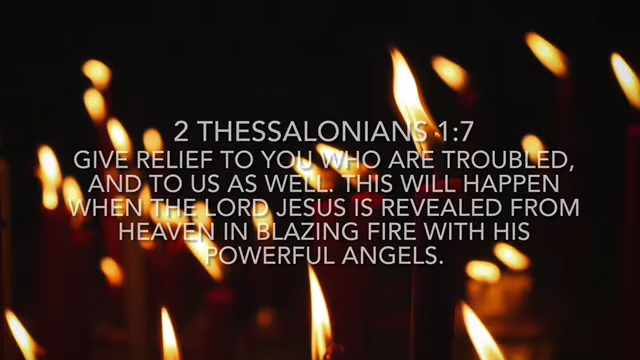 2 THESSALONIANS 1:7
GIVE RELIEF TO YOU WHO ARE TROUBLED,
AND TO US AS WELL. THIS WILL HAPPEN
WHEN THE LORD JESUS IS REVEALED FROM
HEAVEN IN BLAZING FIRE WITH HIS
POWERFUL ANGELS.